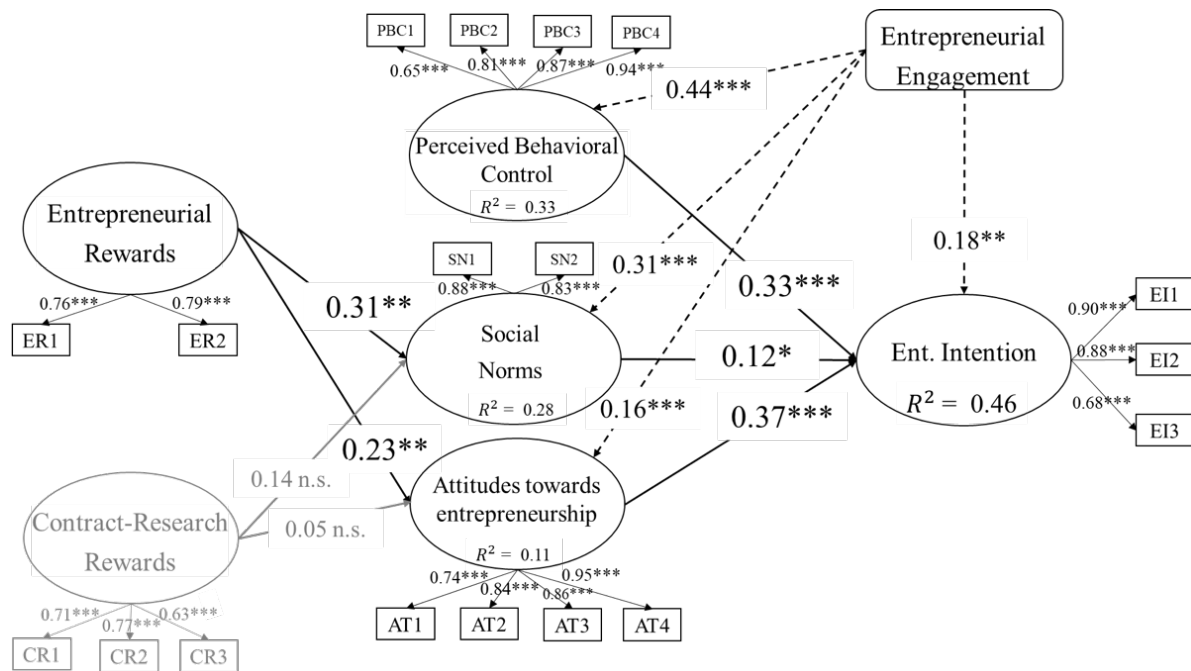 PBC1
PBC2
PBC3
PBC4
0.65***
0.81***
0.87***
0.94***
Entrepreneurial
Engagement
0.44***
Perceived Behavioral
Control
R² = 0.33
Entrepreneurial
Rewards
0.76***
0.79***
ER1
ER2
SN1
SN2
0.88***
0.83***
0.31***
0.18**
0.31**
0.33***
Social
Norms
R² = 0.28
0.12*
Ent. Intention
R² = 0.46
0.90***
0.88***
0.68***
EI1
EI2
EI3
0.16***
0.37***
0.23**
0.14 n.s.
0.05 n.s.
Attitudes towards
entrepreneurship
R² = 0.11
Contract-Research
Rewards
0.74***
0.84***
0.86***
0.95***
AT1
AT2
AT3
AT4
0.71***
0.77***
0.63***
CR1
CR2
CR3